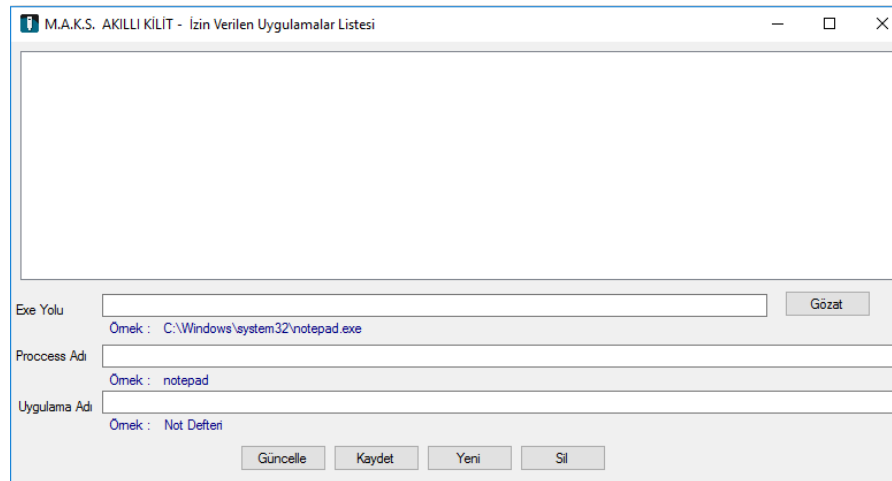 M.A.K.S. AKILLI KİLİT - İzin Verilen Uygulamalar Listesi
Exe Yolu
Gözat
Örnek : C:\Windows\system32\notepad.exe
Proccess Adı
Örnek : notepad
Uygulama Adı
Örnek : Not Defteri
Güncelle Kaydet Yeni Sil